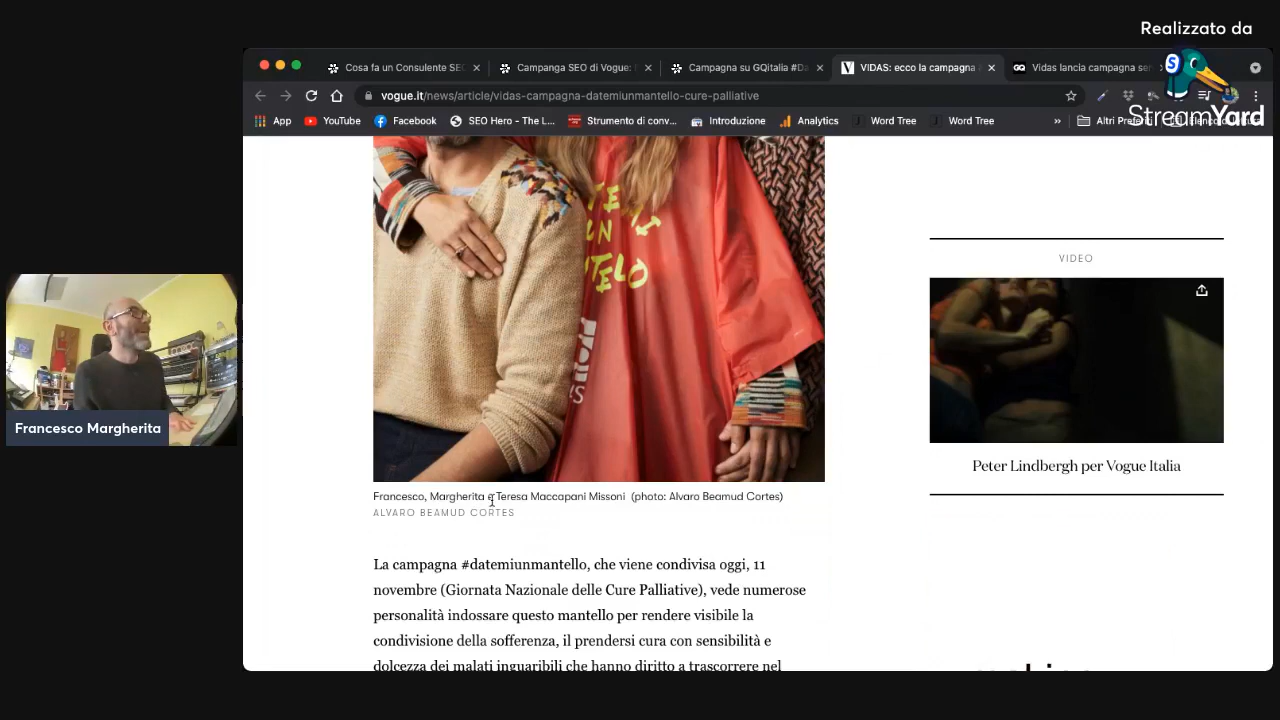 Realizzato da
StreamYard
Cosa fa un Consulente SEO
Campanga SEO di Vogue:
Campagna su GQitalia #Da
VIDAS: ecco la campagna
Vidas lancia campagna se
vogue.it/news/article/vidas-campagna-datemiunmantello-cure-palliative
App
YouTube
Facebook
SEO Hero - The L...
Strumento di conv...
Introduzione
Analytics
Word Tree
Word Tree
»
Altri Prefe
VIDEO
Peter Lindbergh per Vogue Italia
Francesco Margherita
Francesco, Margherita e Teresa Maccapani Missoni (photo: Alvaro Beamud Cortes)
ALVARO BEAMUD CORTES
La campagna #datemiunmantello, che viene condivisa oggi, 11
novembre (Giornata Nazionale delle Cure Palliative), vede numerose
personalità indossare questo mantello per rendere visibile la
condivisione della sofferenza, il prendersi cura con sensibilità e
dolcezza dei malati inguaribili che hanno diritto a trascorrere nel